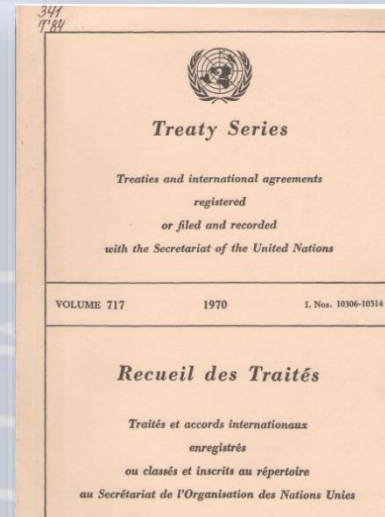 341
T84
Treaty Series
Treaties and international agreements
registered
or filed and recorded
with the Secretariat of the United Nations
VOLUME 717 1970 I. Nos. 10306-10314
Recueil des Traités
Traités et accords internationaux
enregistrés
ou classés et inscrits au répertoire
au Secrétariat de l'Organisation des Nations Unies